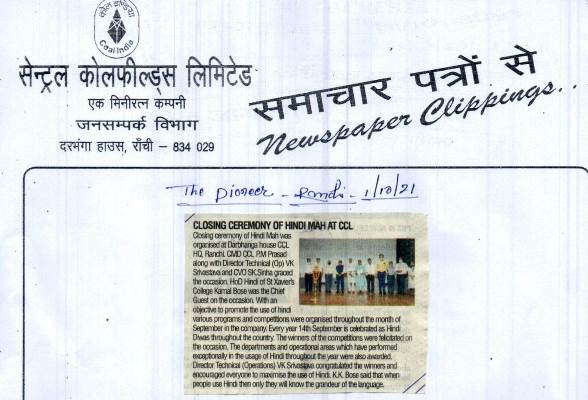 कोल इण्डिया
Coal India
सेन्ट्रल कोलफील्ड्स लिमिटेड
एक मिनीरत्न कम्पनी
जनसम्पर्क विभाग
दरभंगा हाउस, राँची - 834 029
समाचार पत्रों से
Newspaper Clippings..
The Pioneer - Ranchi - 1/10/21
CLOSING CEREMONY OF HINDI MAH AT CCL
Closing ceremony of Hindi Mah was
organised at Darbhanga house CCL
HQ, Ranchi. CMD CCL P.M Prasad
along with Director Technical (Op) VK
Srivastava and CVO SK.Sinha graced
the occasion. HoD Hindi of St Xavier's
College Kamal Bose was the Chief
Guest on the occasion. With an
objective to promote the use of hindi
various programs and competitions were organised throughout the month of
September in the company. Every year 14th September is celebrated as Hindi
Diwas throughout the country. The winners of the competitions were felicitated on
the occasion. The departments and operational areas which have performed
exceptionally in the usage of Hindi throughout the year were also awarded.
Director Technical (Operations) VK Srivastava congratulated the winners and
encouraged everyone to maximise the use of Hindi. K.K. Bose said that when
people use Hindi then only they will know the grandeur of the language.